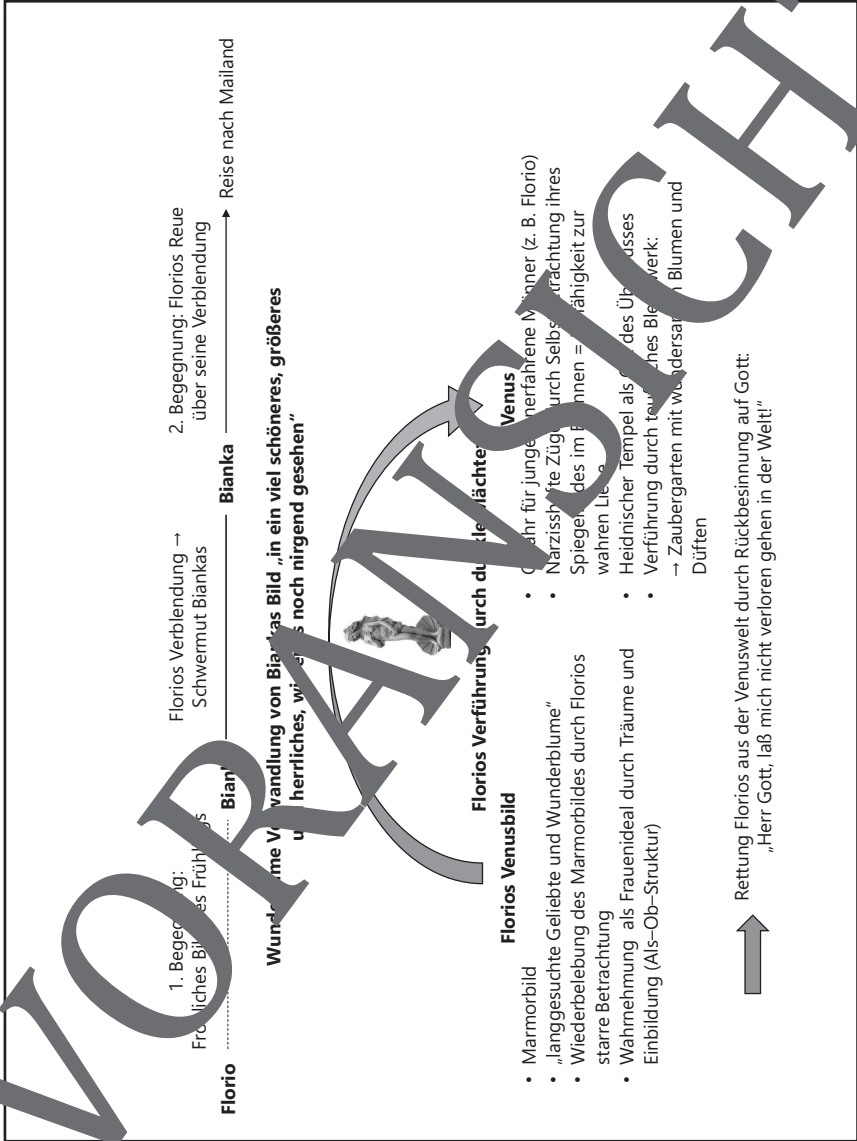 1. Begegnung:
Fröhliches Bild des Frühlings
Florios Verblendung →
Schwermut Biankas
2. Begegnung: Florios Reue
über seine Verblendung
Florio
Bianka
Bianka
Reise nach Mailand
Wundersame Verwandlung von Biankas Bild „in ein viel schöneres, größeres
und herrliches, wie er es noch nirgend gesehen“
Florios Verführung durch dunkle Mächte
Florios Venusbild
• Marmorbild
• „langgesuchte Geliebte und Wunderblume“
• Wiederbelebung des Marmorbildes durch Florios
starre Betrachtung
• Wahrnehmung als Frauenideal durch Träume und
Einbildung (Als–Ob–Struktur)
Venus
• Gefahr für junge unerfahrene Männer (z. B. Florio)
• Narzisshafte Züge durch Selbstbetrachtung ihres
Spiegelbildes im Brunnen = Unfähigkeit zur
wahren Liebe
• Heidnischer Tempel als Ort des Überflusses
• Verführung durch teuflisches Blendwerk:
→ Zaubergarten mit wundersamen Blumen und
Düften
Rettung Florios aus der Venuswelt durch Rückbesinnung auf Gott:
„Herr Gott, laß mich nicht verloren gehen in der Welt!“
VORANSICHT